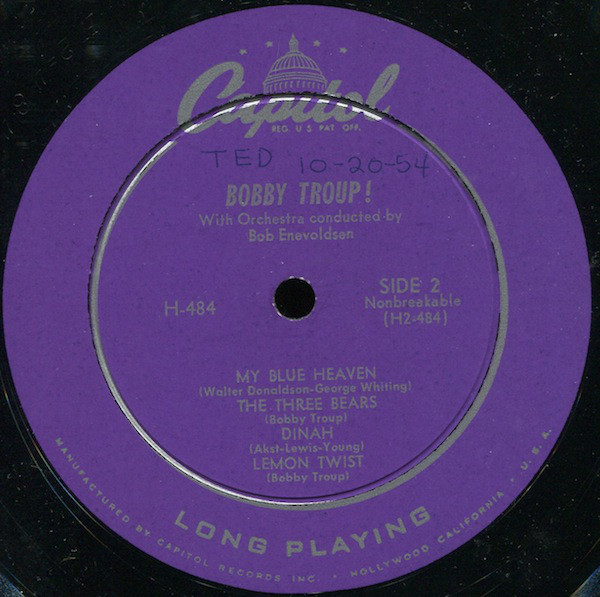 Capitol
REG. U.S. PAT. OFF.
TED 10-20-54
BOBBY TROUP!
With Orchestra conducted by
Bob Enevoldsen
H-484
SIDE 2
Nonbreakable
(H2-484)
MY BLUE HEAVEN
(Walter Donaldson-George Whiting)
THE THREE BEARS
(Bobby Troup)
DINAH
(Akst-Lewis-Young)
LEMON TWIST
(Bobby Troup)
LONG PLAYING
MANUFACTURED BY CAPITOL RECORDS INC. • HOLLYWOOD CALIFORNIA • U.S.A.